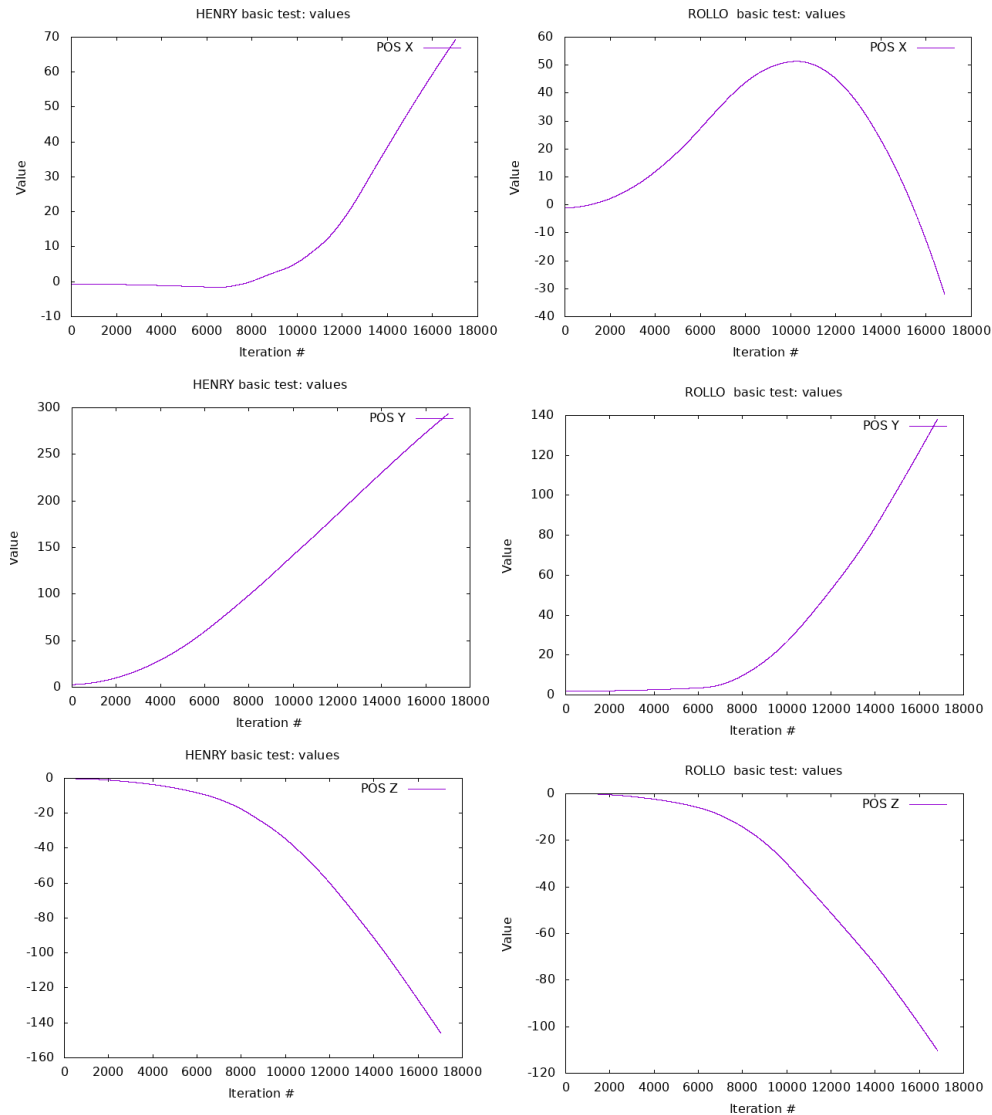 HENRY basic test: values
70
60
50
40
30
20
10
0
-10
Value
POS X
0 2000 4000 6000 8000 10000 12000 14000 16000 18000
Iteration #
ROLLO  basic test: values
60
50
40
30
20
10
0
-10
-20
-30
-40
Value
POS X
0 2000 4000 6000 8000 10000 12000 14000 16000 18000
Iteration #
HENRY basic test: values
300
250
200
150
100
50
0
Value
POS Y
0 2000 4000 6000 8000 10000 12000 14000 16000 18000
Iteration #
ROLLO  basic test: values
140
120
100
80
60
40
20
0
Value
POS Y
0 2000 4000 6000 8000 10000 12000 14000 16000 18000
Iteration #
HENRY basic test: values
0
-20
-40
-60
-80
-100
-120
-140
-160
POS Z
0 2000 4000 6000 8000 10000 12000 14000 16000 18000
Iteration #
ROLLO  basic test: values
0
-20
-40
-60
-80
-100
-120
Value
POS Z
0 2000 4000 6000 8000 10000 12000 14000 16000 18000
Iteration #